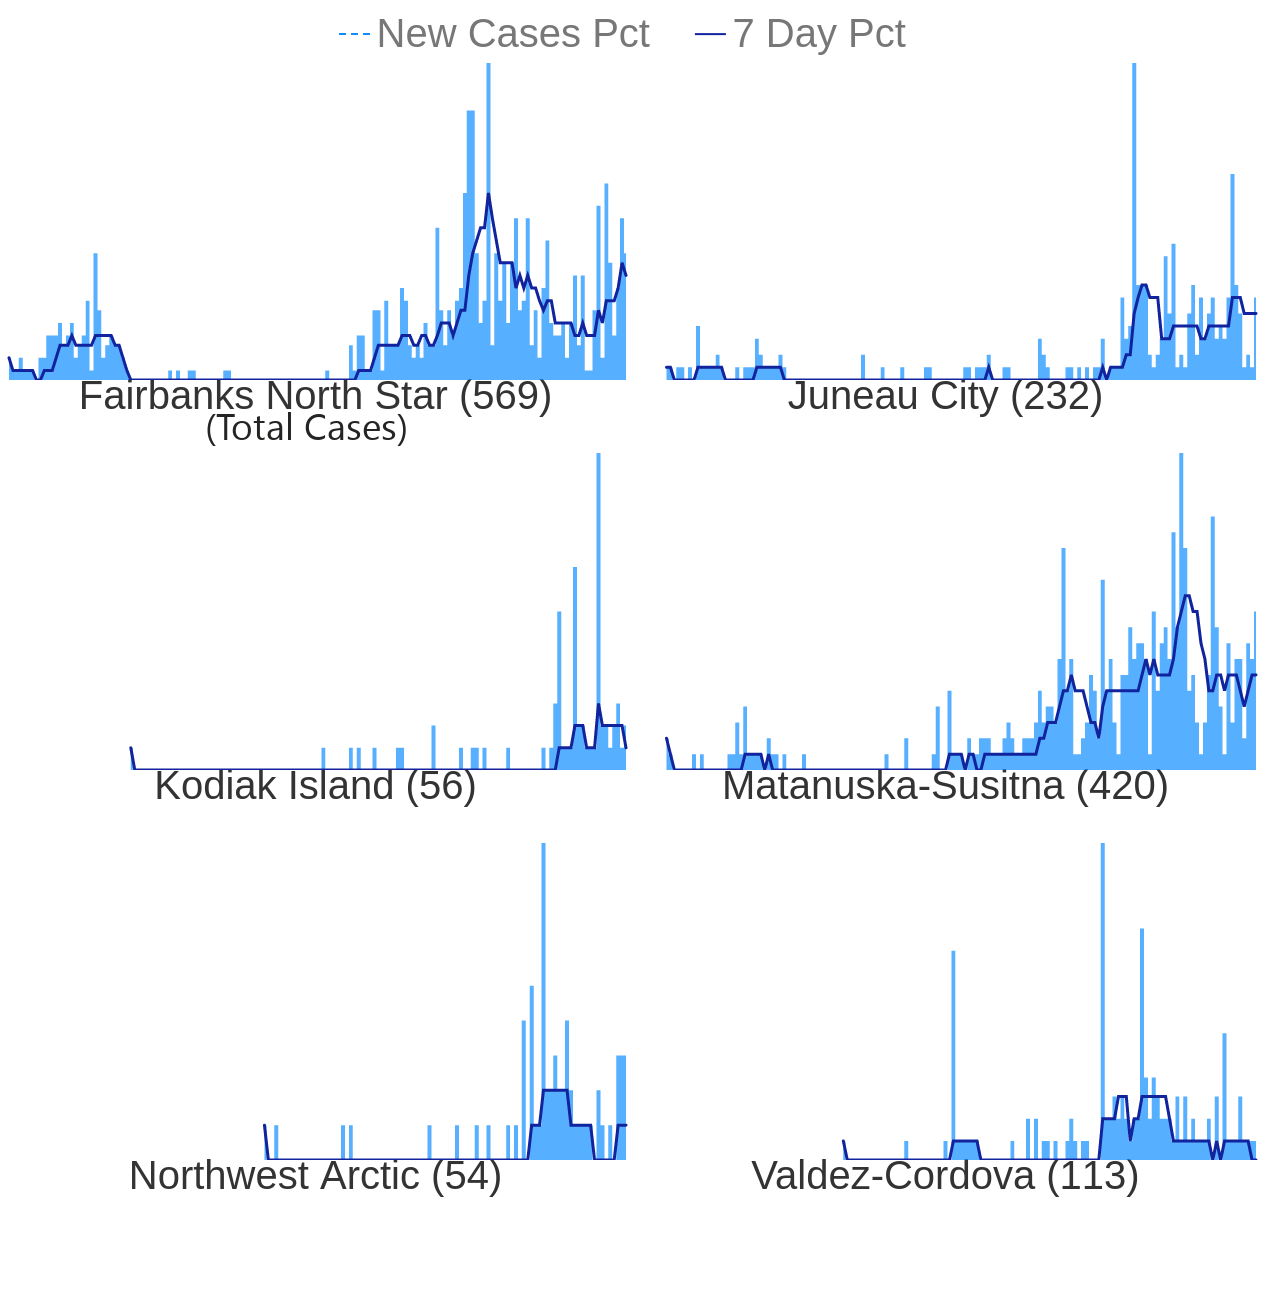 New Cases Pct 7 Day Pct
Fairbanks North Star (569) Juneau City (232)
(Total Cases)
Kodiak Island (56) Matanuska-Susitna (420)
Northwest Arctic (54) Valdez-Cordova (113)